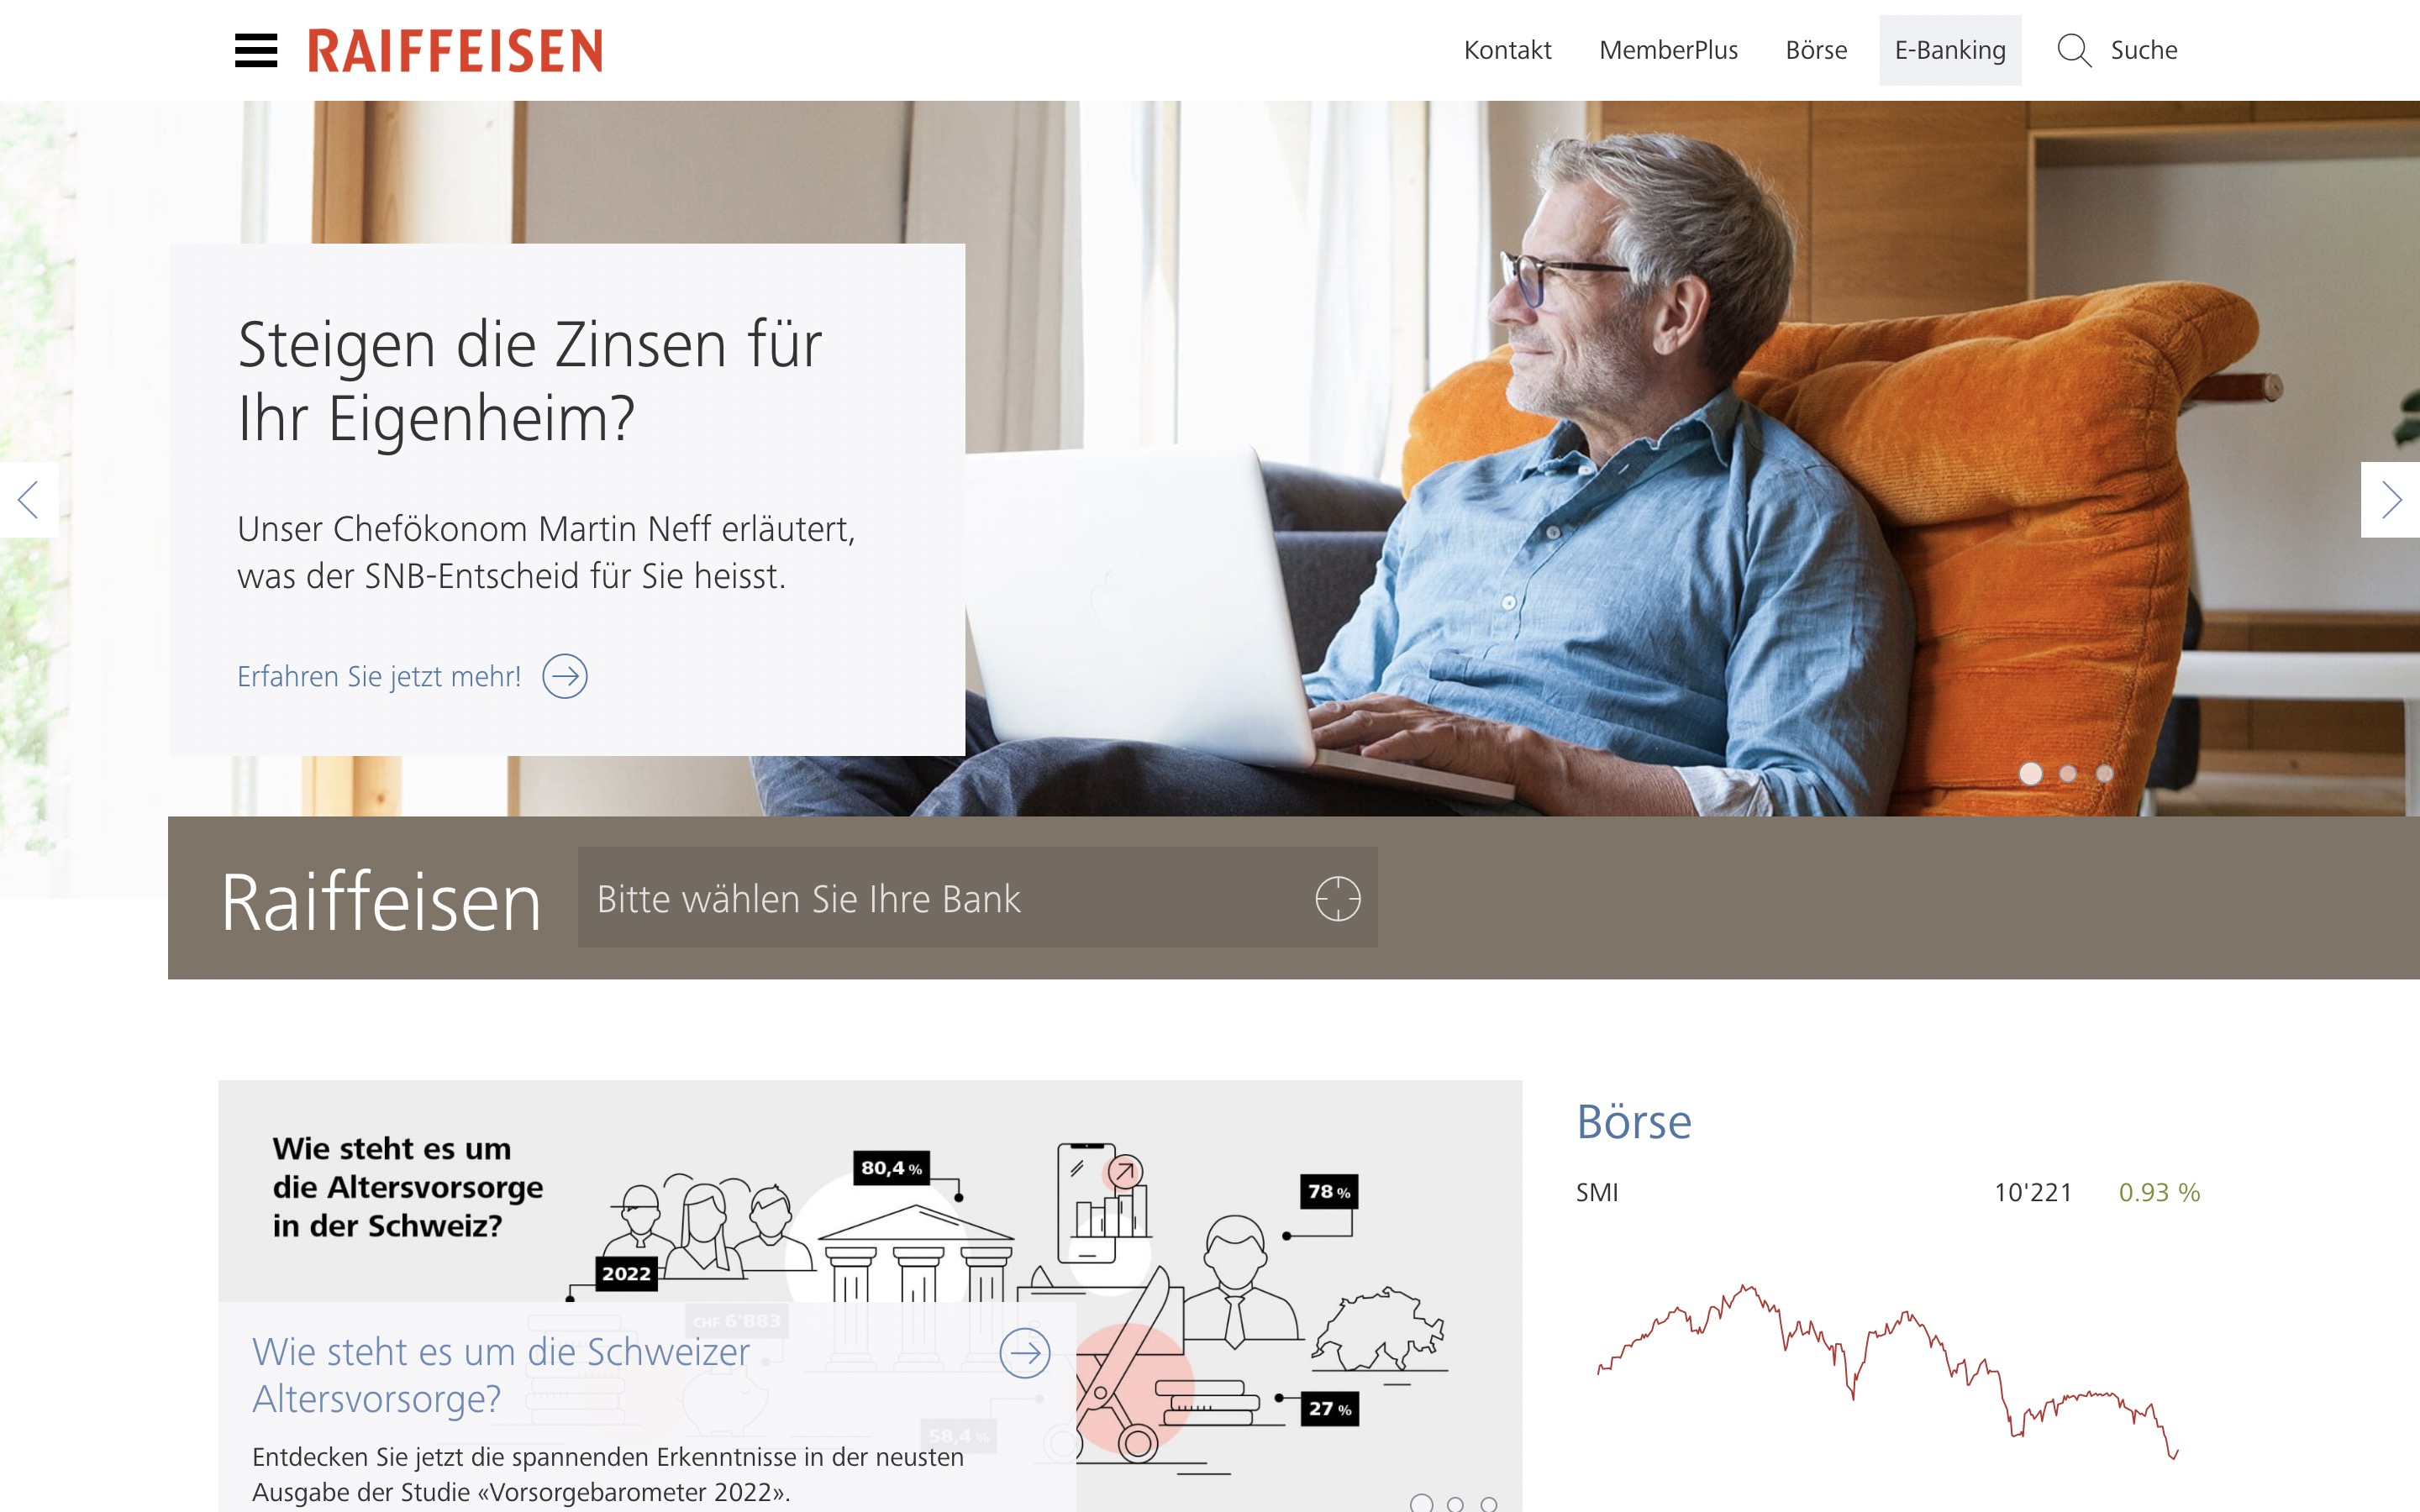 RAIFFEISEN
Kontakt
MemberPlus
Börse
E-Banking
Suche
Steigen die Zinsen für
Ihr Eigenheim?
Unser Chefökonom Martin Neff erläutert,
was der SNB-Entscheid für Sie heisst.
Erfahren Sie jetzt mehr!
Raiffeisen
Bitte wählen Sie Ihre Bank
Wie steht es um
die Altersvorsorge
in der Schweiz?
80,4 %
78 %
2022
CHF 6'883
27 %
58,4 %
Wie steht es um die Schweizer
Altersvorsorge?
Entdecken Sie jetzt die spannenden Erkenntnisse in der neusten
Ausgabe der Studie «Vorsorgebarometer 2022».
Börse
SMI 10'221 0.93 %